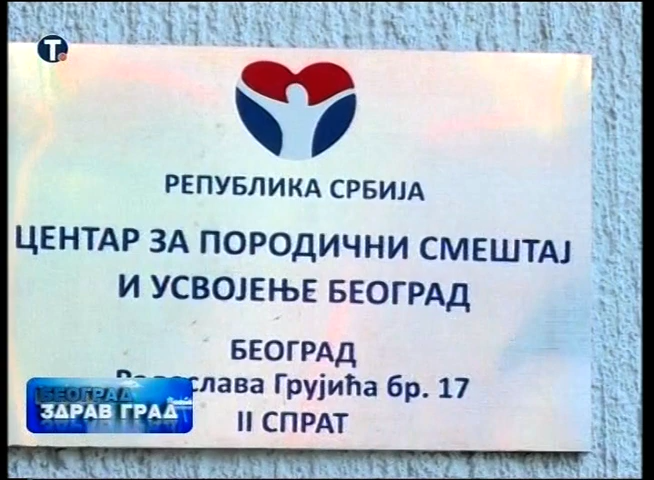 T.
РЕПУБЛИКА СРБИЈА
ЦЕНТАР ЗА ПОРОДИЧНИ СМЕШТАЈ
И УСВОЈЕЊЕ БЕОГРАД
БЕОГРАД
Грујића бр. 17
II СПРАТ
БЕОГРАД
ЗДРАВ ГРАД